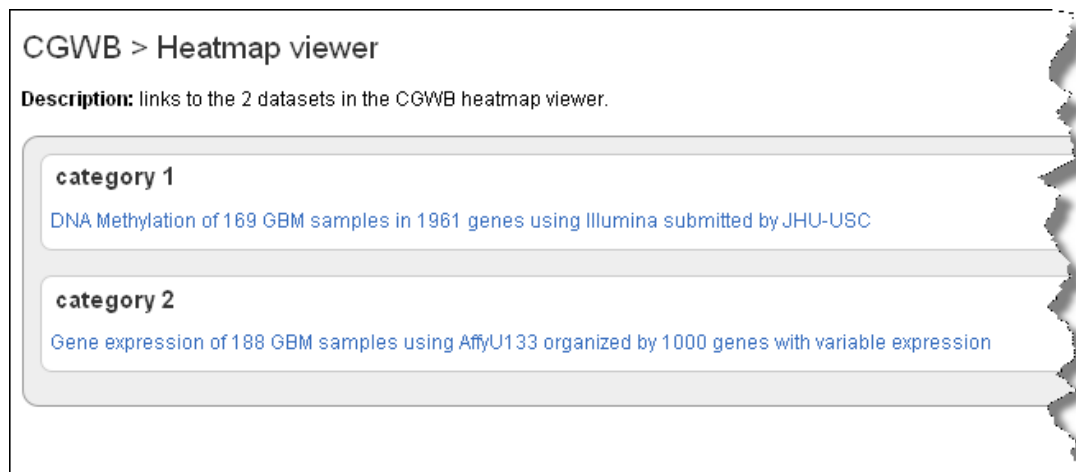 CGWB > Heatmap viewer
Description: links to the 2 datasets in the CGWB heatmap viewer.
category 1
DNA Methylation of 169 GBM samples in 1961 genes using Illumina submitted by JHU-USC
category 2
Gene expression of 188 GBM samples using AffyU133 organized by 1000 genes with variable expression